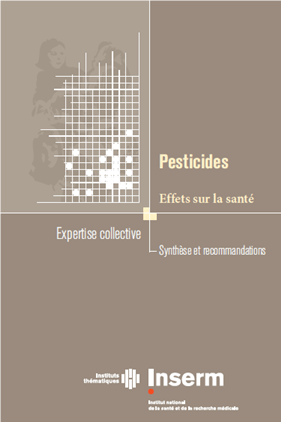 Pesticides
Effets sur la santé
Expertise collective
Synthèse et recommandations
Instituts
thématiques
Inserm
Institut national
de la santé et de la recherche médicale